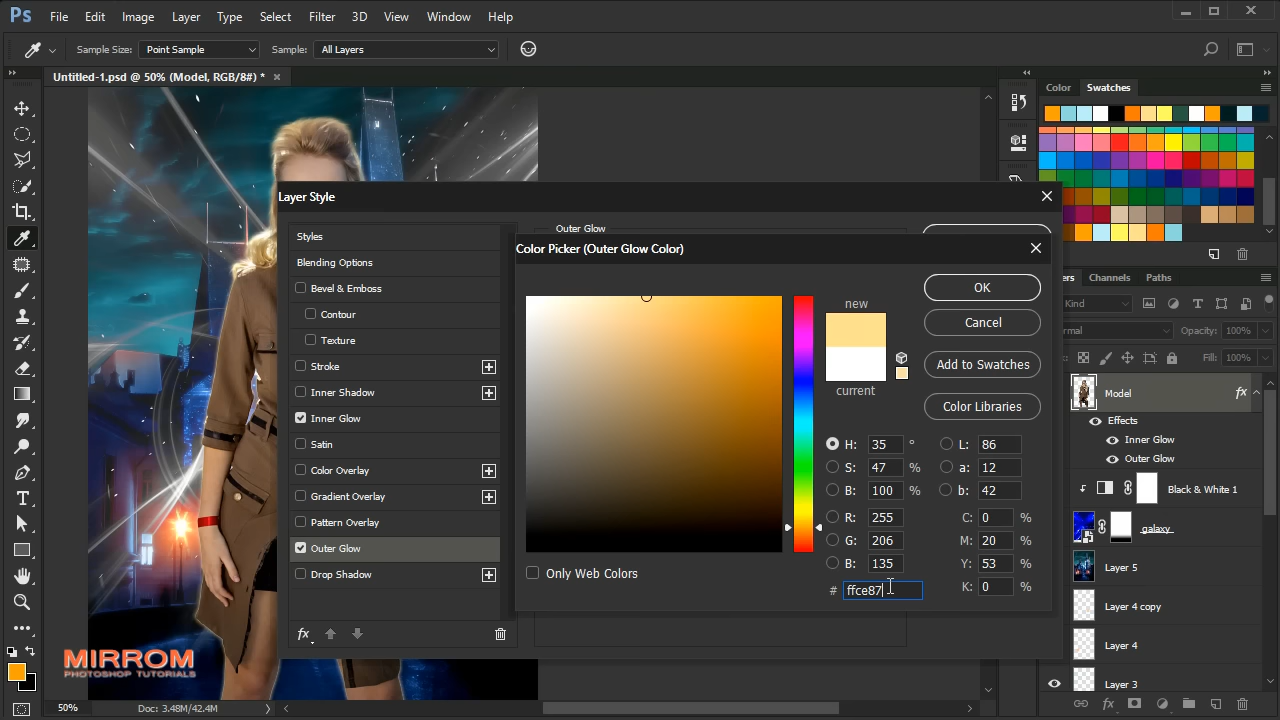 Ps File Edit Image Layer Type Select Filter 3D View Window Help
Sample Size: Point Sample Sample: All Layers
Untitled-1.psd @ 50% (Model, RGB/8#) *
Color Swatches
Layer Style
Styles
Blending Options
Bevel & Emboss
Contour
Texture
Stroke
Inner Shadow
Inner Glow
Satin
Color Overlay
Gradient Overlay
Pattern Overlay
Outer Glow
Drop Shadow
fx
Outer Glow
Color Picker (Outer Glow Color)
new
current
OK
Cancel
Add to Swatches
Color Libraries
H: 35 ° L: 86
S: 47 % a: 12
B: 100 % b: 42
R: 255 C: 0 %
G: 206 M: 20 %
B: 135 Y: 53 %
# ffce87 K: 0 %
Only Web Colors
ers Channels Paths
Kind
rmal Opacity: 100%
Fill: 100%
Model fx
Effects
Inner Glow
Outer Glow
Black & White 1
galaxy
Layer 5
Layer 4 copy
Layer 4
Layer 3
fx
MIRROM
PHOTOSHOP TUTORIALS
50% Doc: 3.48M/42.4M